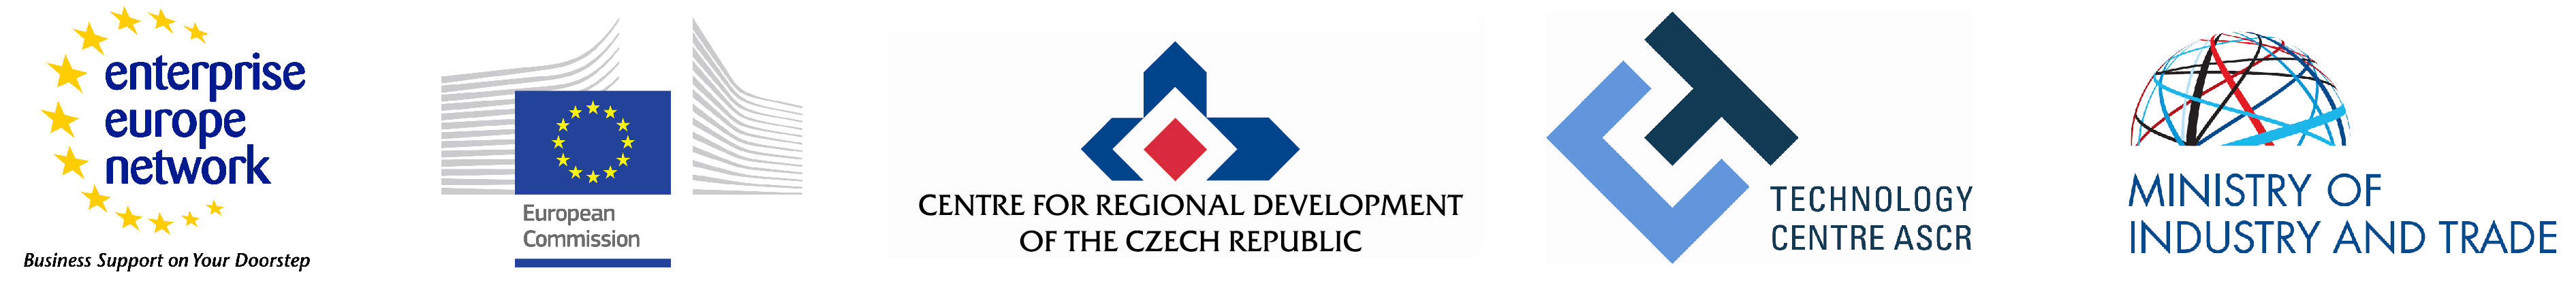 enterprise
europe
network
Business Support on Your Doorstep
European
Commission
CENTRE FOR REGIONAL DEVELOPMENT
OF THE CZECH REPUBLIC
TECHNOLOGY
CENTRE ASCR
MINISTRY OF
INDUSTRY AND TRADE